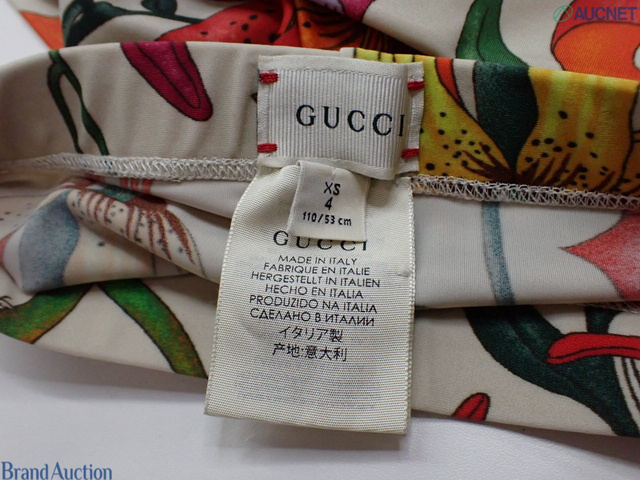 AUCNET
GUCCI
XS
4
110/53 cm
GUCCI
MADE IN ITALY
FABRIQUE EN ITALIE
HERGESTELLT IN ITALIEN
HECHO EN ITALIA
PRODUZIDO NA ITALIA
СДЕЛАНО В ИТАЛИИ
イタリア製
产地:意大利
Brand Auction